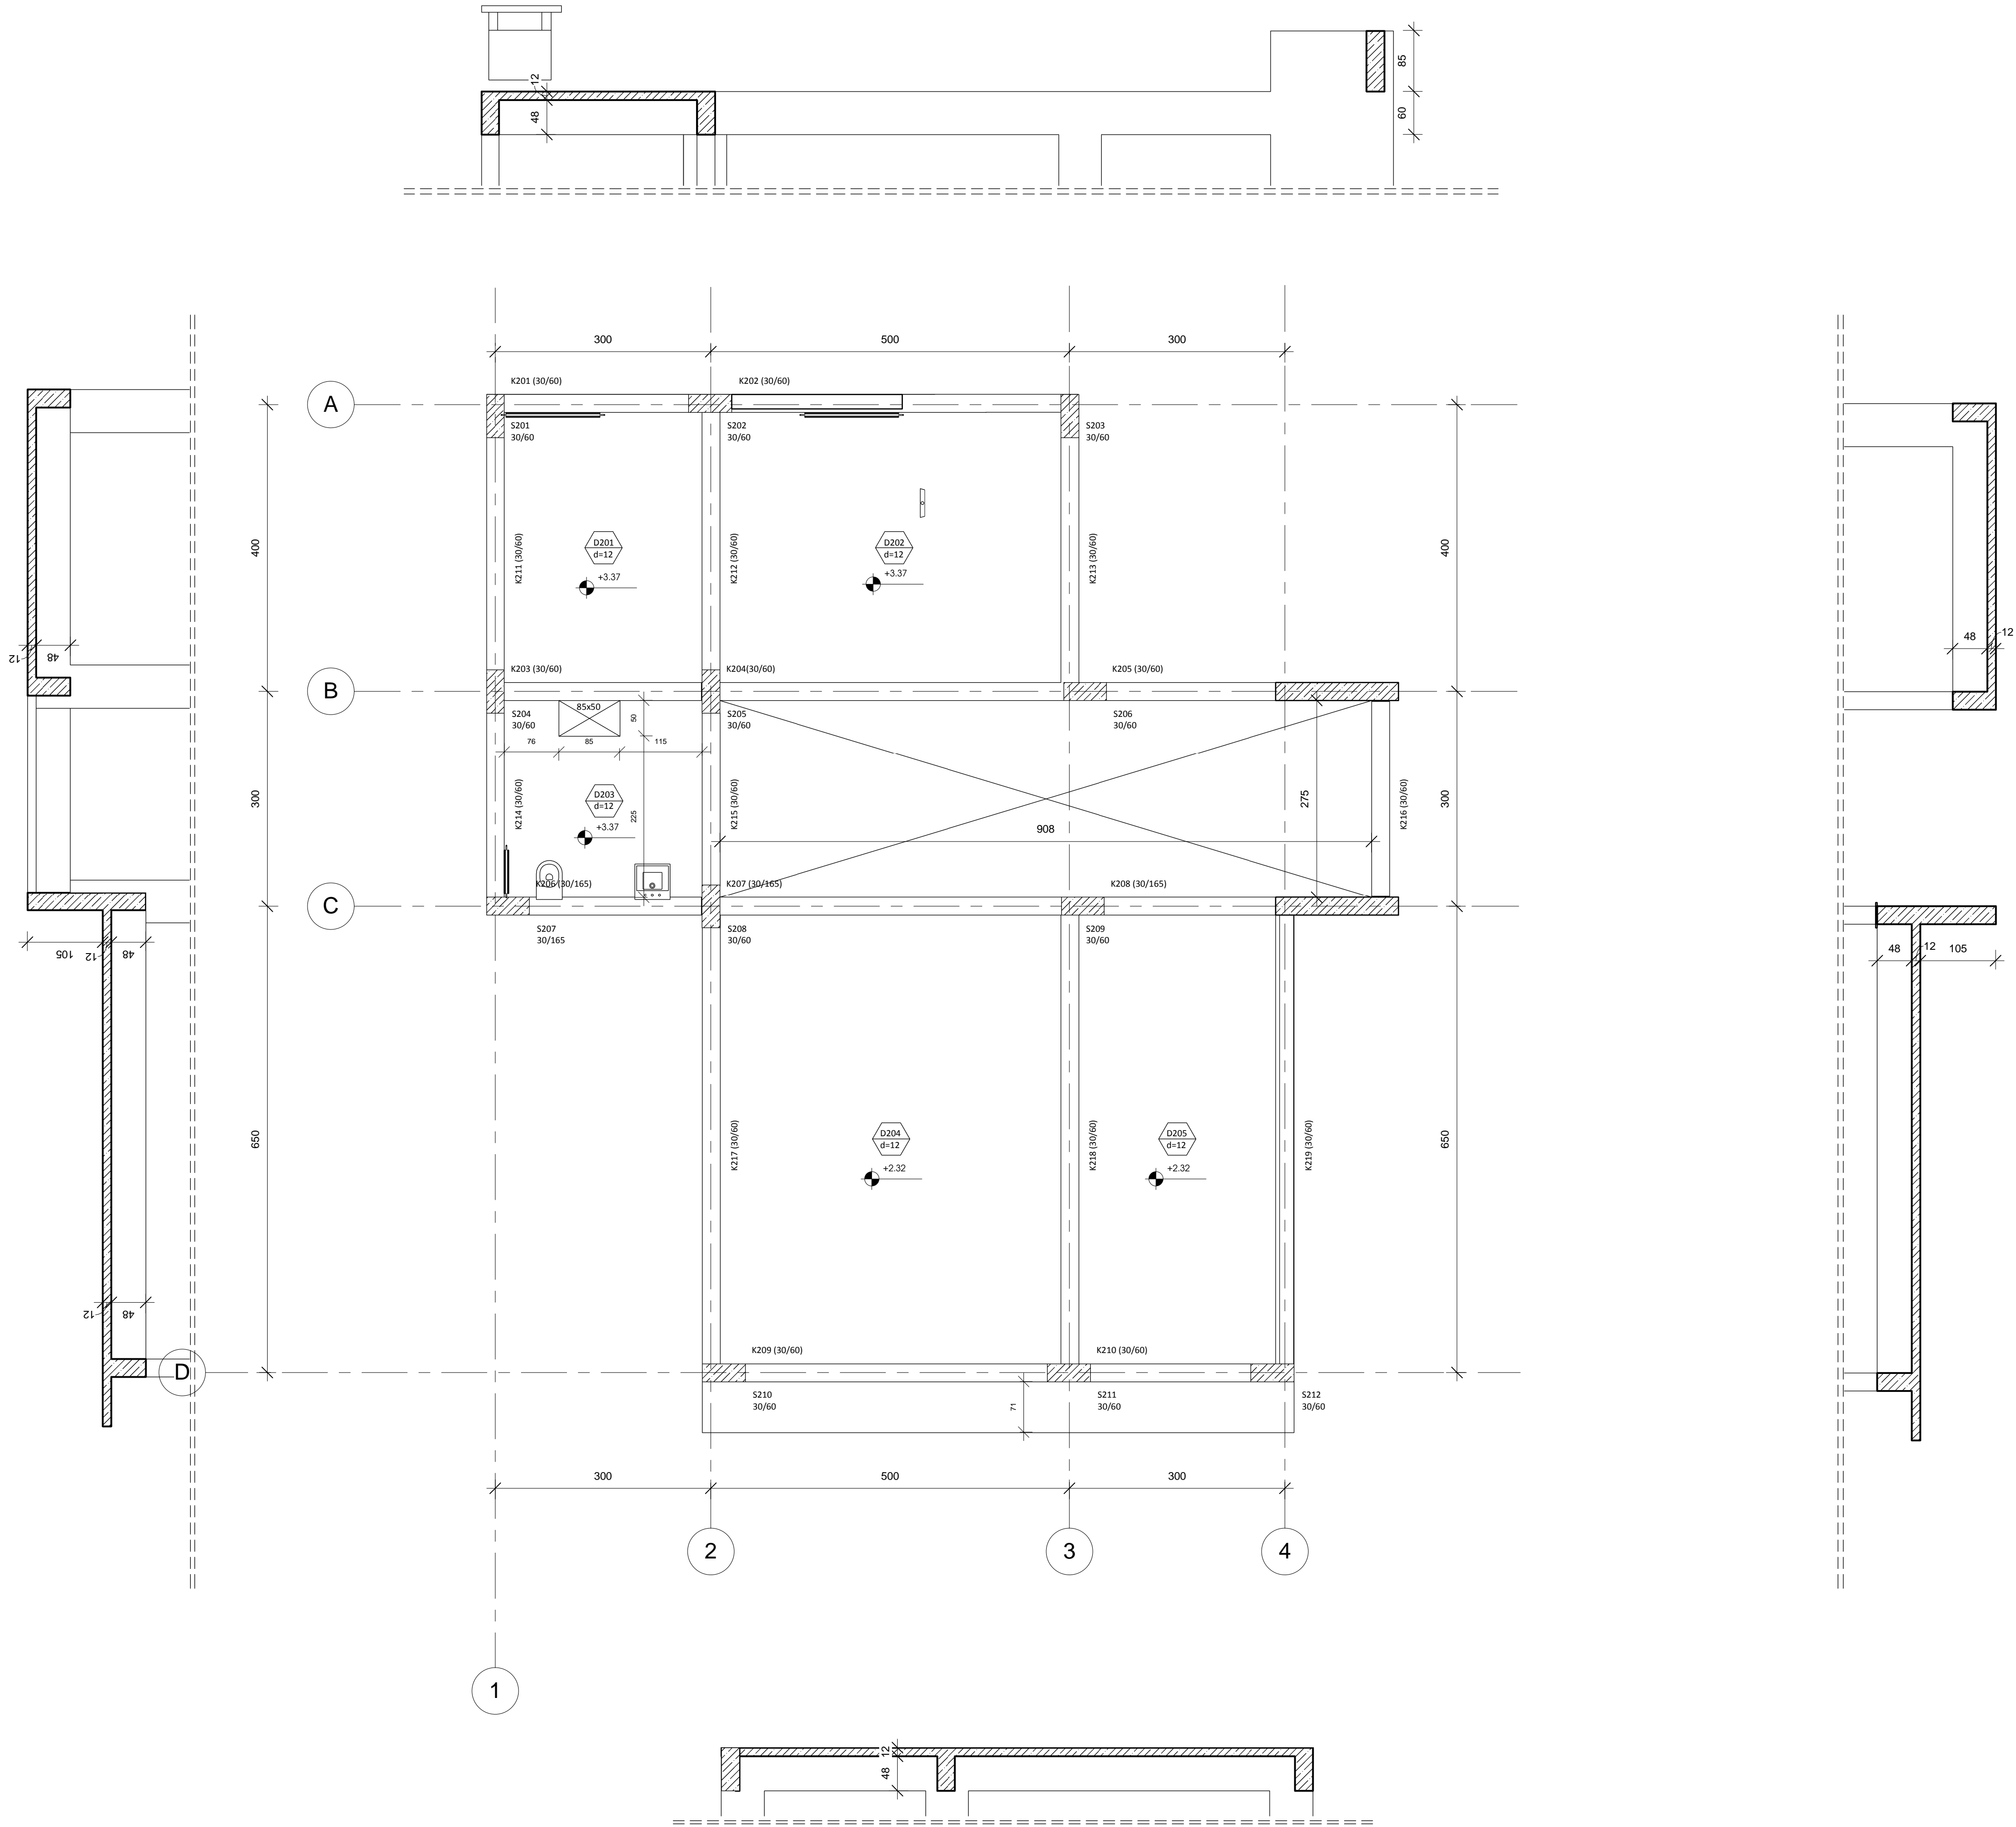 12
48
85
60
300
500
300
K201 (30/60)
K202 (30/60)
A
S201
30/60
S202
30/60
S203
30/60
400
K211 (30/60)
D201
d=12
+3.37
K212 (30/60)
D202
d=12
+3.37
K213 (30/60)
400
12
48
48
12
K203 (30/60)
K204(30/60)
K205 (30/60)
B
S204
30/60
85x50
50
S205
30/60
S206
30/60
76
85
115
300
K214 (30/60)
D203
d=12
+3.37
225
K215 (30/60)
908
275
K216 (30/60)
300
K206 (30/165)
K207 (30/165)
K208 (30/165)
C
S207
30/165
S208
30/60
S209
30/60
105
12
48
48
12
105
650
K217 (30/60)
D204
d=12
+2.32
K218 (30/60)
D205
d=12
+2.32
K219 (30/60)
650
12
48
K209 (30/60)
K210 (30/60)
D
S210
30/60
71
S211
30/60
S212
30/60
300
500
300
2
3
4
1
12
48